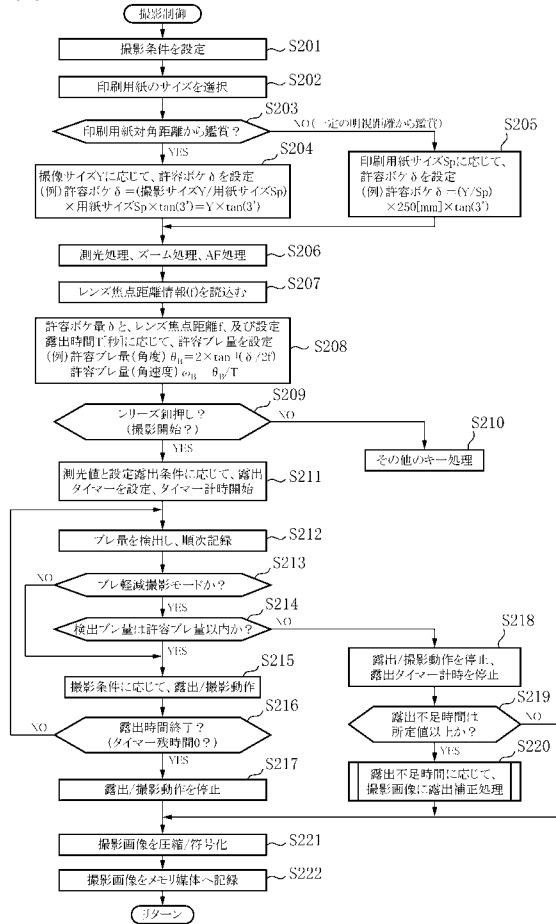 撮影制御
撮影条件を設定
S201
印刷用紙のサイズを選択
S202
S203
印刷用紙対角距離から鑑賞?
NO(一定の明視距離から鑑賞)
S205
YES
S204
撮像サイズYに応じて、許容ボケδを設定
(例)許容ボケδ=(撮影サイズY/用紙サイズSp)
×用紙サイズSp×tan(3')=Y×tan(3')
印刷用紙サイズSpに応じて、
許容ボケδを設定
(例)許容ボケδ=(Y/Sp)
×250[mm]×tan(3')
測光処理、ズーム処理、AF処理
S206
レンズ焦点距離情報(f)を読込む
S207
許容ボケ量δと、レンズ焦点距離f、及び設定
露出時間T[秒]に応じて、許容ブレ量を設定
(例)許容ブレ量(角度) θB=2×tan⁻¹(δ/2f)
許容ブレ量(角速度) ωB θB/T
S208
S209
レリーズ釦押し?
(撮影開始?)
NO
S210
その他のキー処理
YES
測光値と設定露出条件に応じて、露出
タイマーを設定、タイマー計時開始
S211
ブレ量を検出し、順次記録
S212
S213
NO
ブレ軽減撮影モードか?
YES
S214
検出ブレ量は許容ブレ量以内か?
NO
S218
YES
S215
露出/撮影動作を停止、
露出タイマー計時を停止
撮影条件に応じて、露出/撮影動作
S216
S219
NO
露出時間終了?
(タイマー残時間0?)
露出不足時間は
所定値以上か?
NO
YES
S217
YES
S220
露出/撮影動作を停止
露出不足時間に応じて、
撮影画像に露出補正処理
撮影画像を圧縮/符号化
S221
撮影画像をメモリ媒体へ記録
S222
リターン